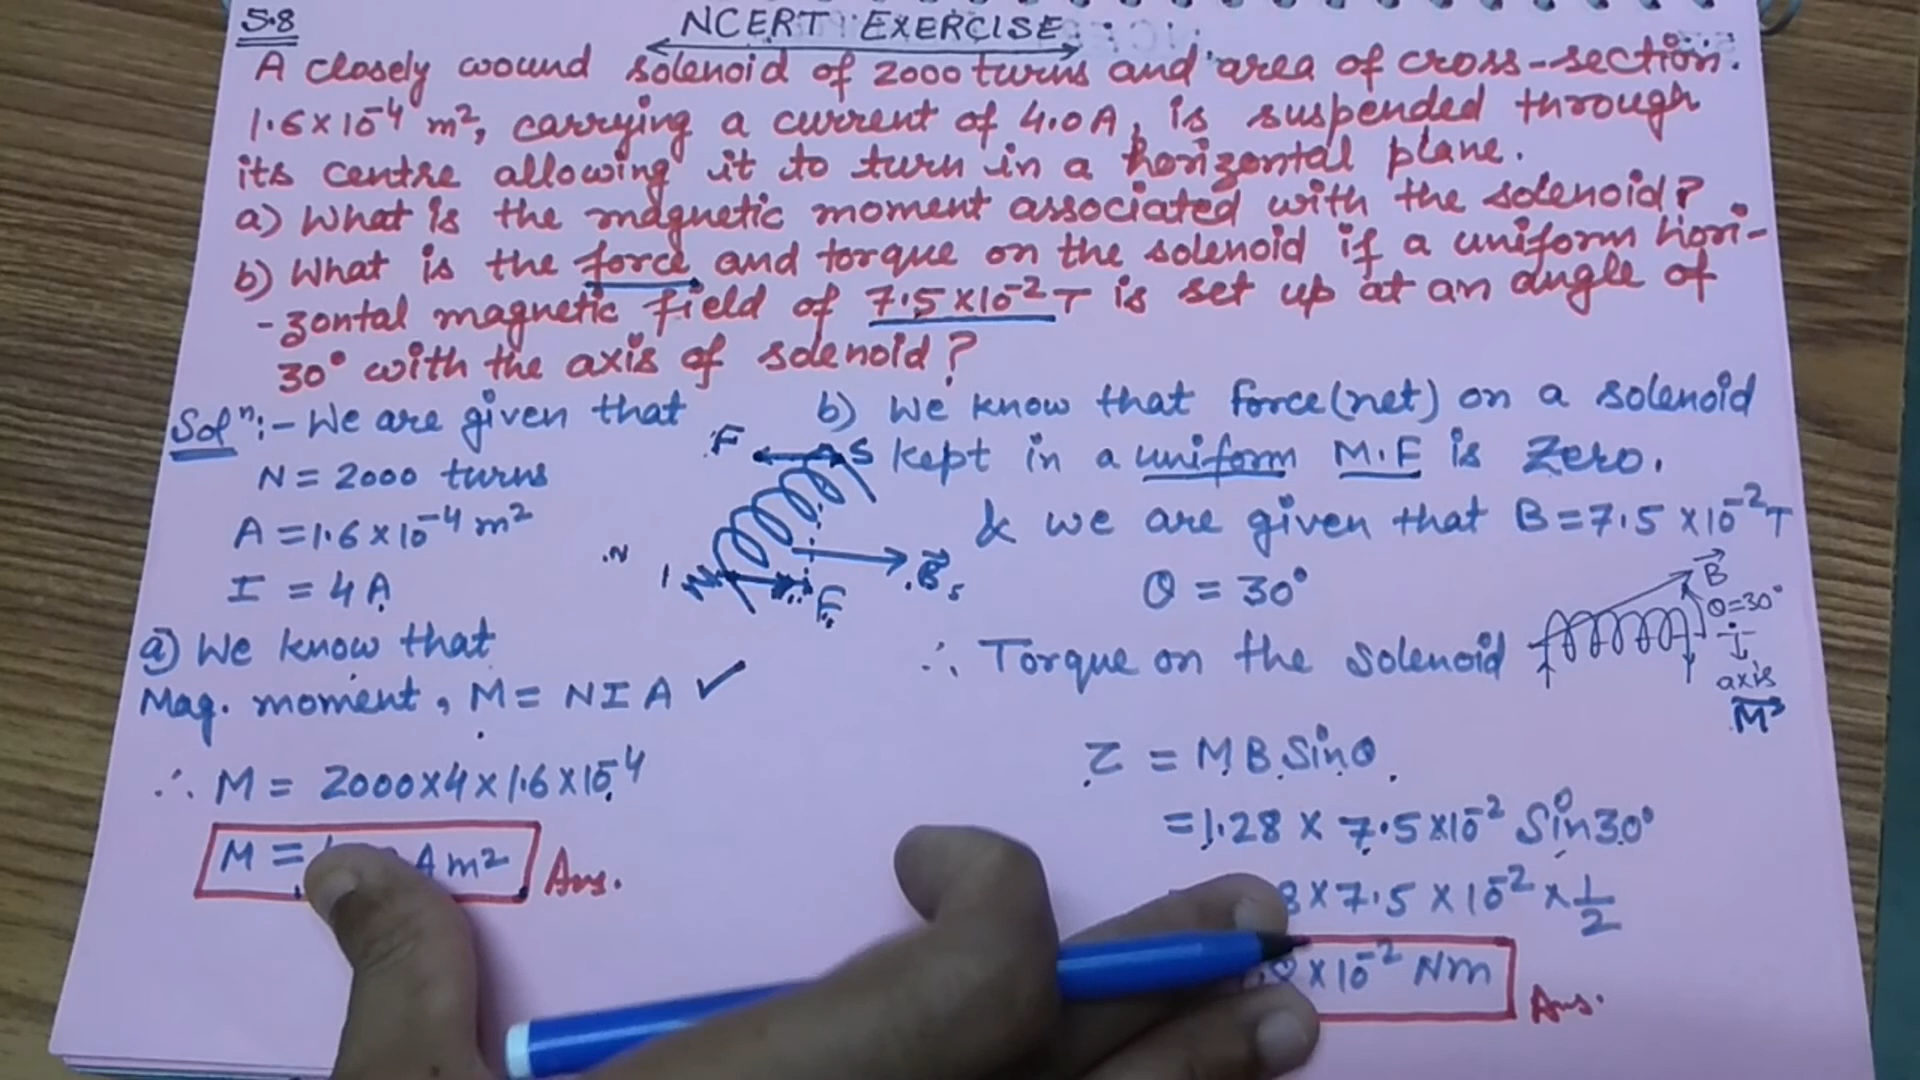 5.8
NCERT EXERCISE
A closely wound solenoid of 2000 turns and area of cross-section.
1.6×10⁻⁴ m², carrying a current of 4.0A, is suspended through
its centre allowing it to turn in a horizontal plane.
a) What is the magnetic moment associated with the solenoid?
b) What is the force and torque on the solenoid if a uniform hori-
-zontal magnetic field of 7.5×10⁻² T is set up at an angle of
30° with the axis of solenoid?
Solⁿ:- We are given that
N = 2000 turns
A = 1.6×10⁻⁴ m²
I = 4A
a) We know that
Mag. moment, M = NIA ✓
∴ M = 2000×4×1.6×10⁻⁴
M = A m² Ans.
F S
N
B⃗
F
b) We know that force(net) on a solenoid
kept in a uniform M.F is Zero.
& we are given that B = 7.5×10⁻² T
θ = 30°
∴ Torque on the solenoid
B⃗
θ=30°
axis
M⃗
τ = MB Sinθ
= 1.28 × 7.5×10⁻² Sin30°
8×7.5×10⁻²×1/2
×10⁻² Nm Ans.